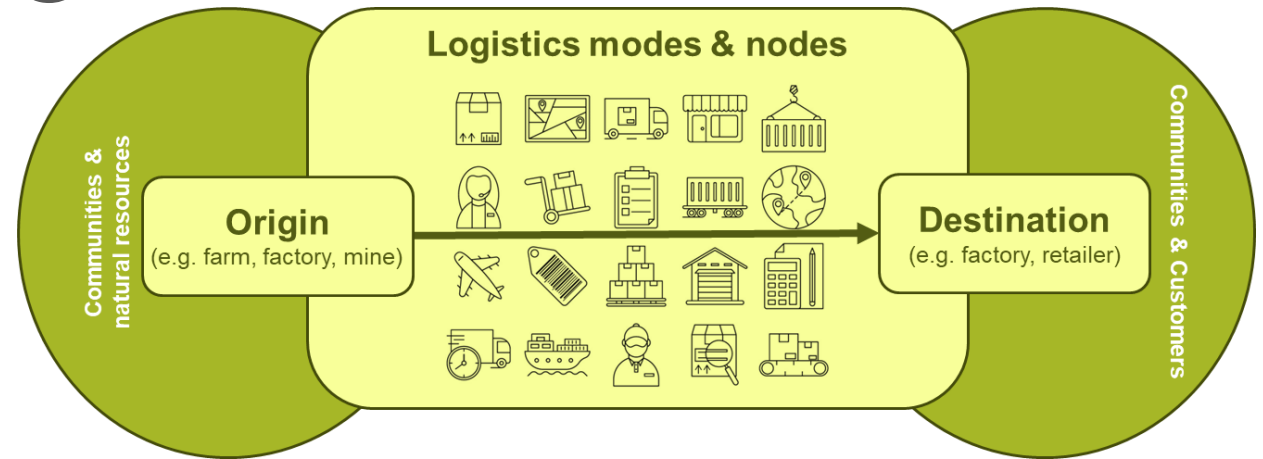 Logistics modes & nodes
Communities &
natural resources
Origin
(e.g. farm, factory, mine)
Destination
(e.g. factory, retailer)
Communities & Customers